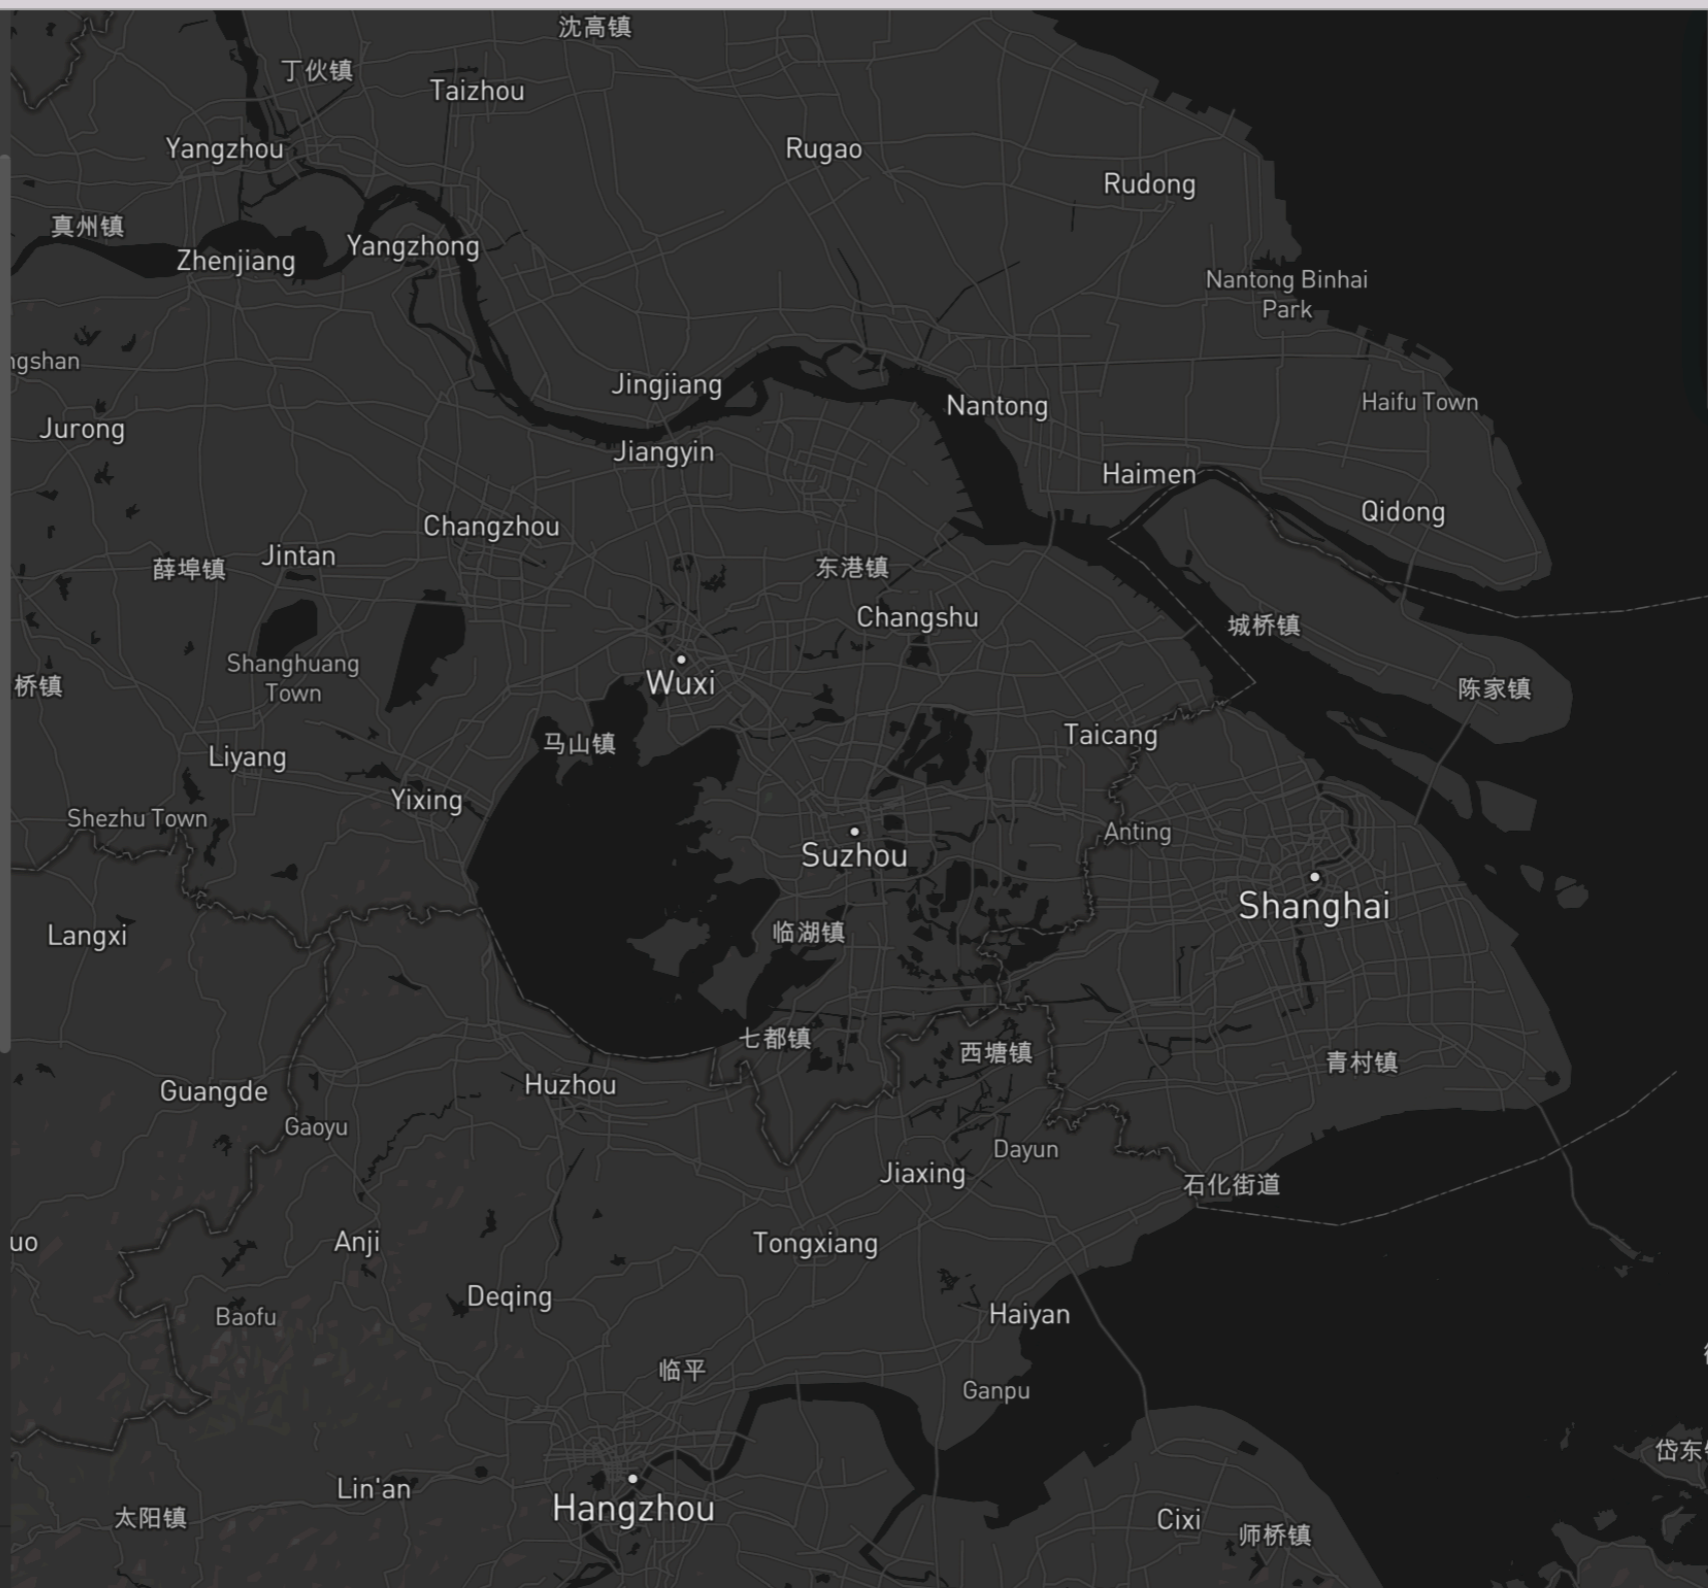 沈高镇
丁伙镇
Taizhou
Yangzhou
Rugao
Rudong
真州镇
Yangzhong
Zhenjiang
Nantong Binhai
Park
ngshan
Jingjiang
Nantong
Haifu Town
Jurong
Jiangyin
Haimen
Qidong
Changzhou
Jintan
薛埠镇
东港镇
Changshu
城桥镇
Shanghuang
Town
桥镇
Wuxi
陈家镇
马山镇
Taicang
Liyang
Yixing
Shezhu Town
Anting
Suzhou
Shanghai
Langxi
临湖镇
七都镇
西塘镇
青村镇
Huzhou
Guangde
Gaoyu
Dayun
Jiaxing
石化街道
uo
Anji
Tongxiang
Deqing
Baofu
Haiyan
临平
Ganpu
岱东
Lin'an
Hangzhou
太阳镇
Cixi
师桥镇